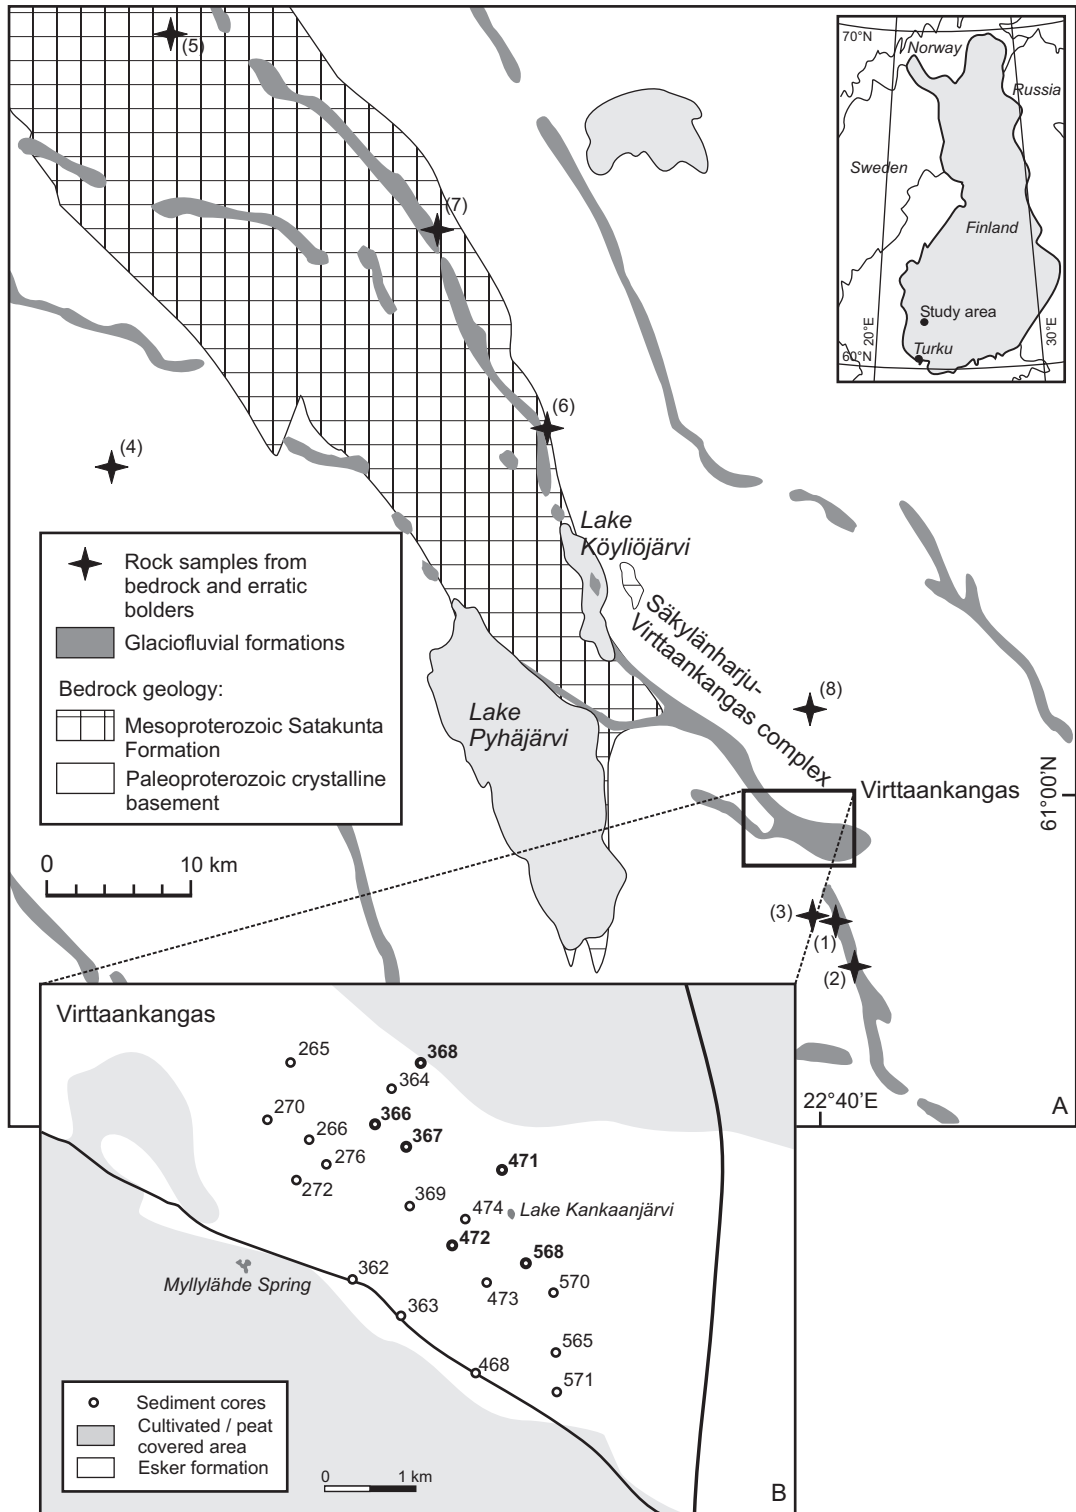 (5)
(7)
(6)
(4)
70°N
Norway
Russia
Sweden
Finland
Study area
20°E
30°E
Turku
60°N
Lake
Köyliöjärvi
Säkylänharju-
Virttaankangas complex
Rock samples from
bedrock and erratic
bolders
Glaciofluvial formations
Bedrock geology:
Mesoproterozoic Satakunta
Formation
Paleoproterozoic crystalline
basement
Lake
Pyhäjärvi
(8)
Virttaankangas
61°00'N
0 10 km
(3)
(1)
(2)
22°40'E
A
Virttaankangas
265
368
364
270
366
266
367
276
471
272
369
474
Lake Kankaanjärvi
472
568
362
Myllylähde Spring
473
570
363
565
468
571
Sediment cores
Cultivated / peat
covered area
Esker formation
0 1 km
B